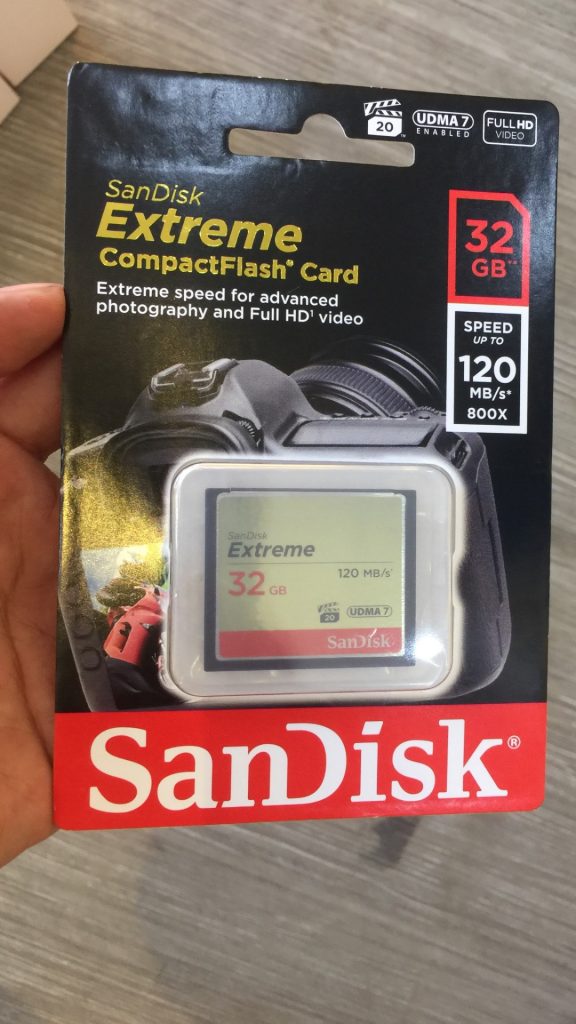 20™
UDMA 7
ENABLED
FULL HD
VIDEO
SanDisk
Extreme
CompactFlash® Card
Extreme speed for advanced
photography and Full HD¹ video
32
GB**
SPEED
UP TO
120
MB/s*
800X
SanDisk
Extreme
32 GB
120 MB/s*
20
UDMA 7
SanDisk
SanDisk®